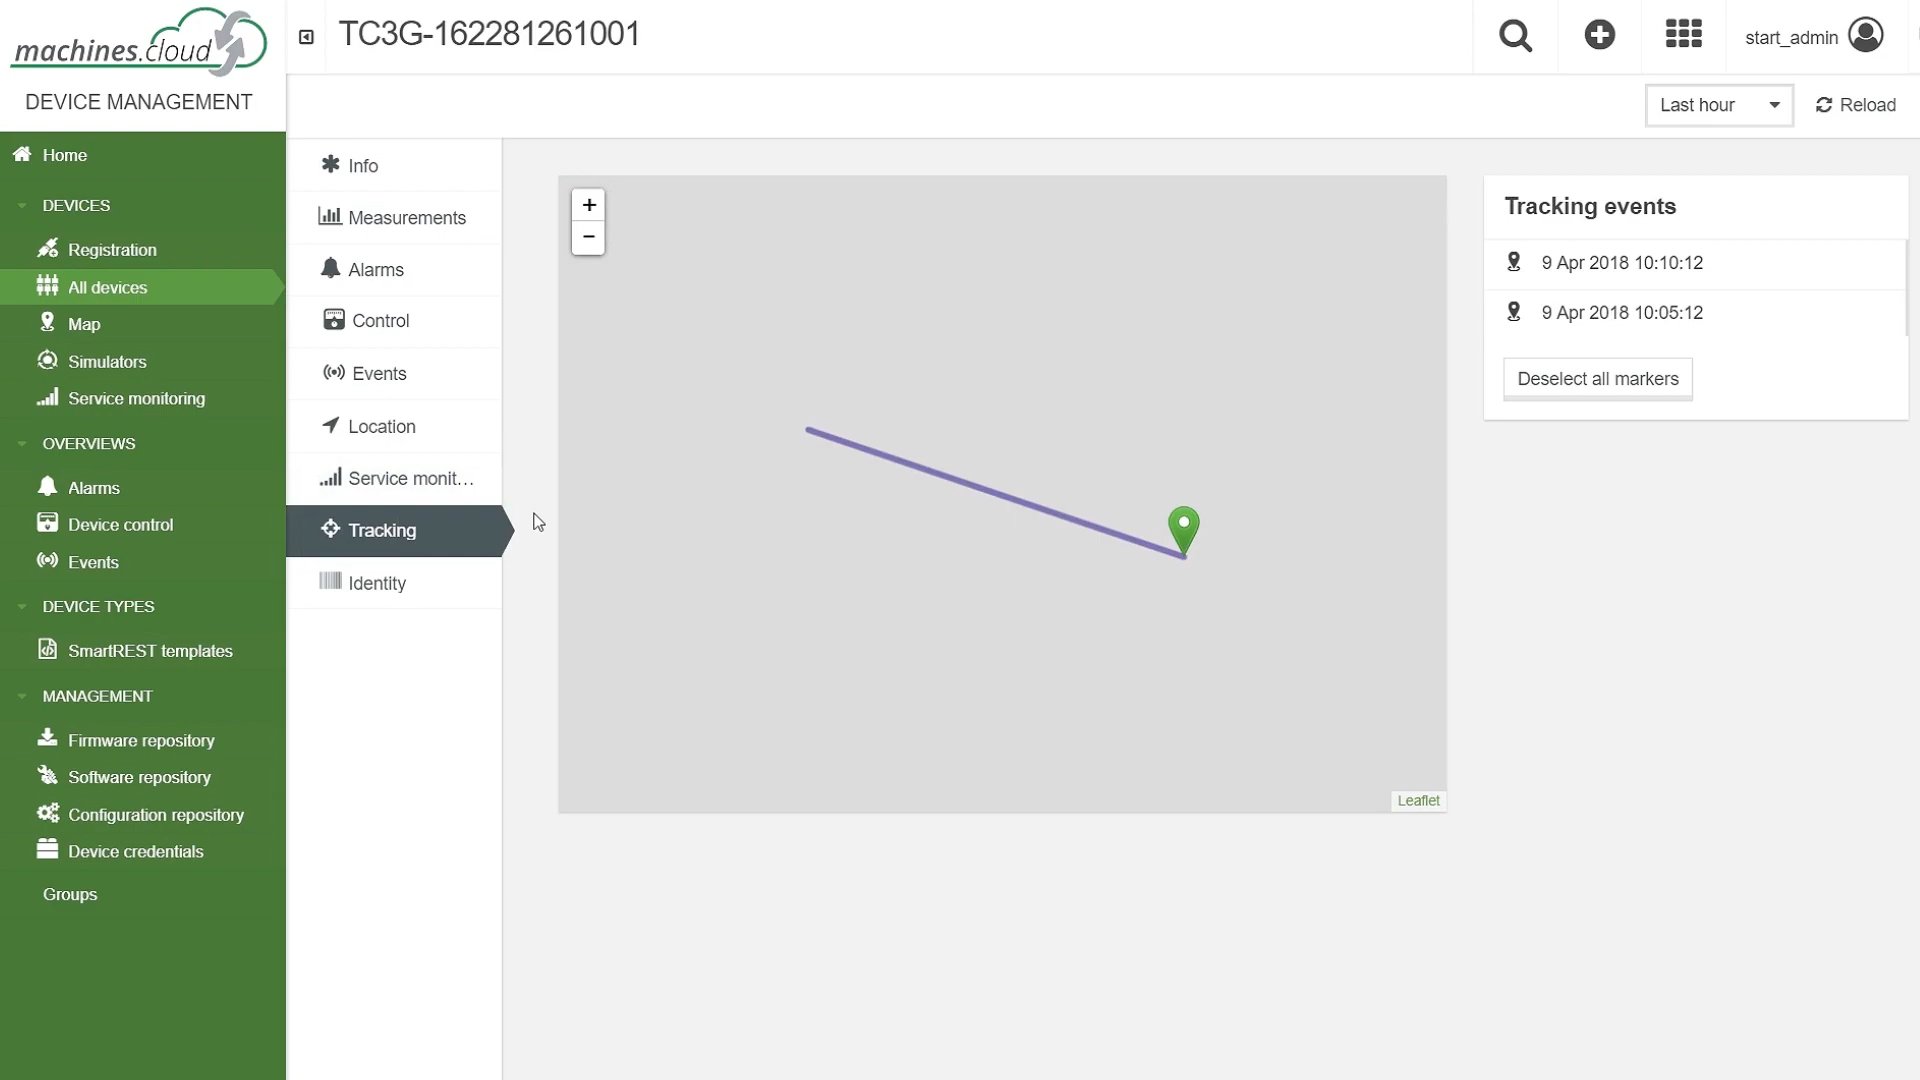 machines.cloud
DEVICE MANAGEMENT
TC3G-162281261001
start_admin
Last hour
Reload
Home
DEVICES
Registration
All devices
Map
Simulators
Service monitoring
OVERVIEWS
Alarms
Device control
Events
DEVICE TYPES
SmartREST templates
MANAGEMENT
Firmware repository
Software repository
Configuration repository
Device credentials
Groups
Info
Measurements
Alarms
Control
Events
Location
Service monit...
Tracking
Identity
+
−
Leaflet
Tracking events
9 Apr 2018 10:10:12
9 Apr 2018 10:05:12
Deselect all markers